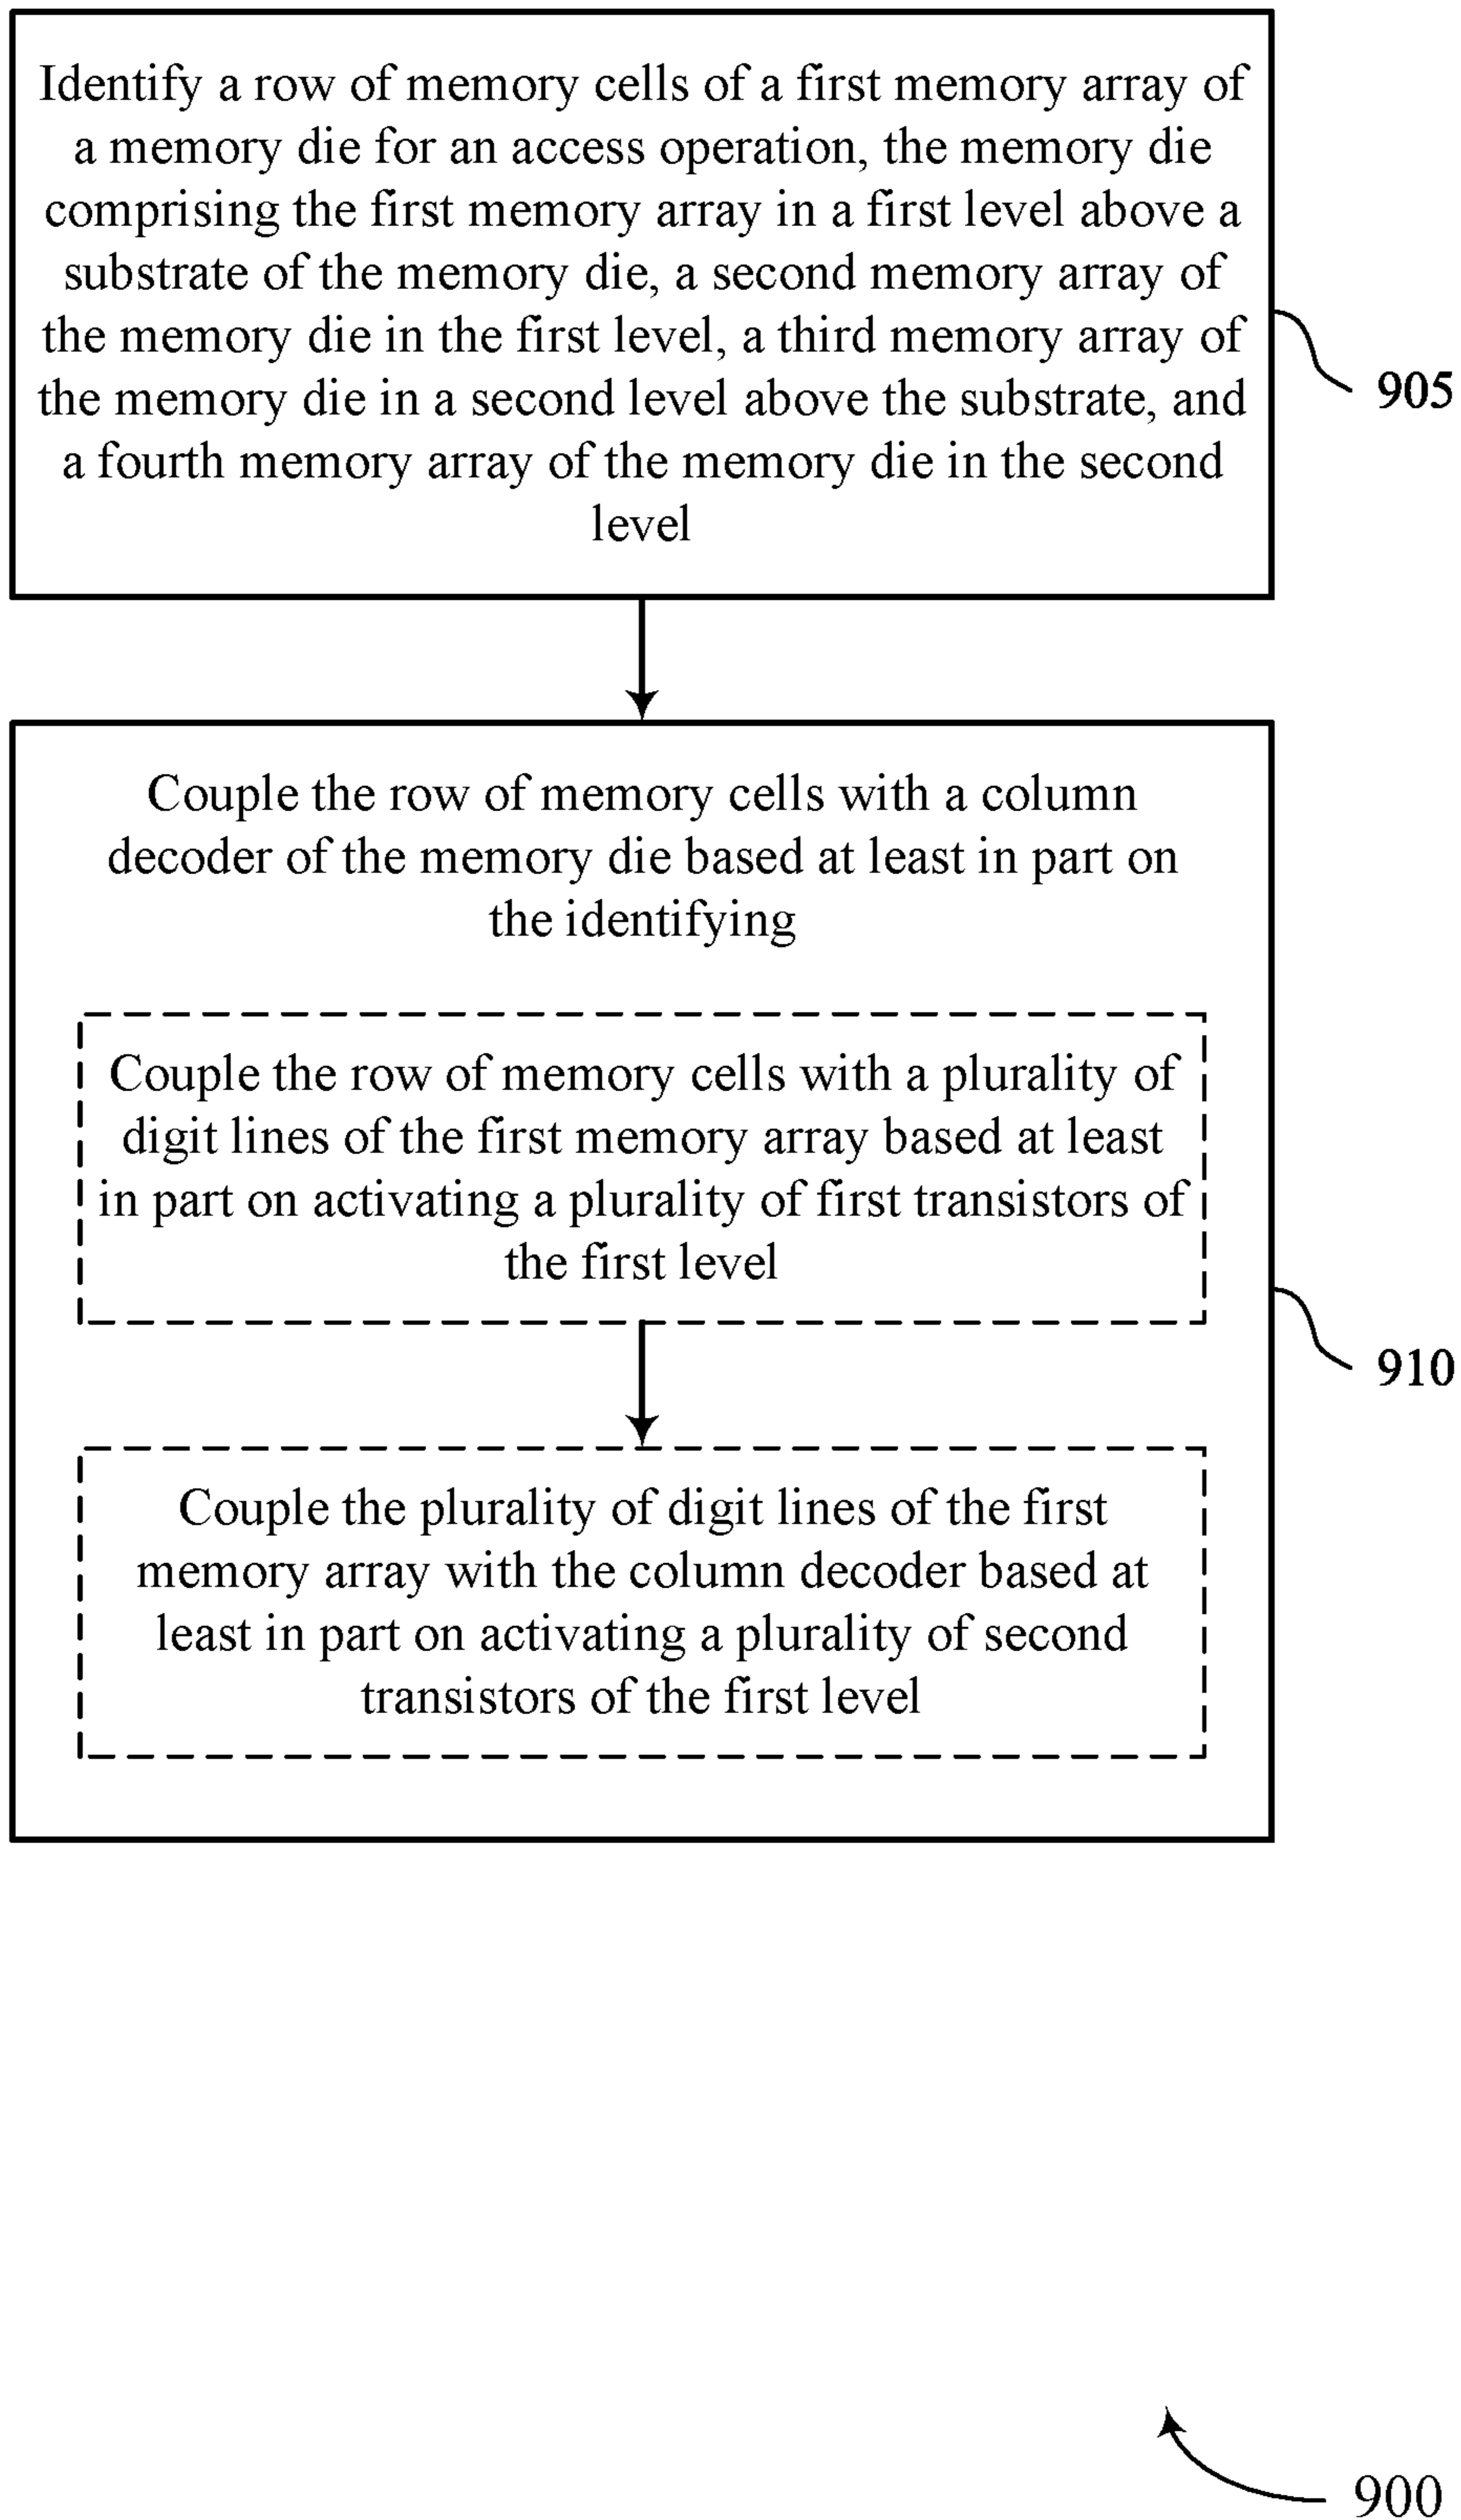 Identify a row of memory cells of a first memory array of
a memory die for an access operation, the memory die
comprising the first memory array in a first level above a
substrate of the memory die, a second memory array of
the memory die in the first level, a third memory array of
the memory die in a second level above the substrate, and
a fourth memory array of the memory die in the second
level
905
Couple the row of memory cells with a column
decoder of the memory die based at least in part on
the identifying
Couple the row of memory cells with a plurality of
digit lines of the first memory array based at least
in part on activating a plurality of first transistors of
the first level
910
Couple the plurality of digit lines of the first
memory array with the column decoder based at
least in part on activating a plurality of second
transistors of the first level
900